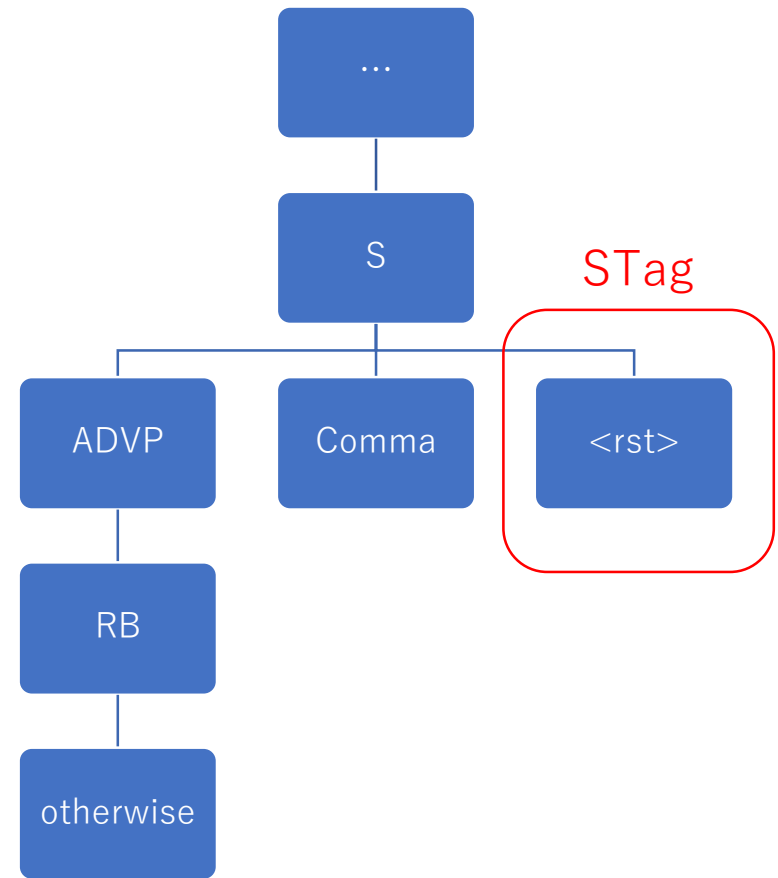 …
S
STag
ADVP
Comma
<rst>
RB
otherwise